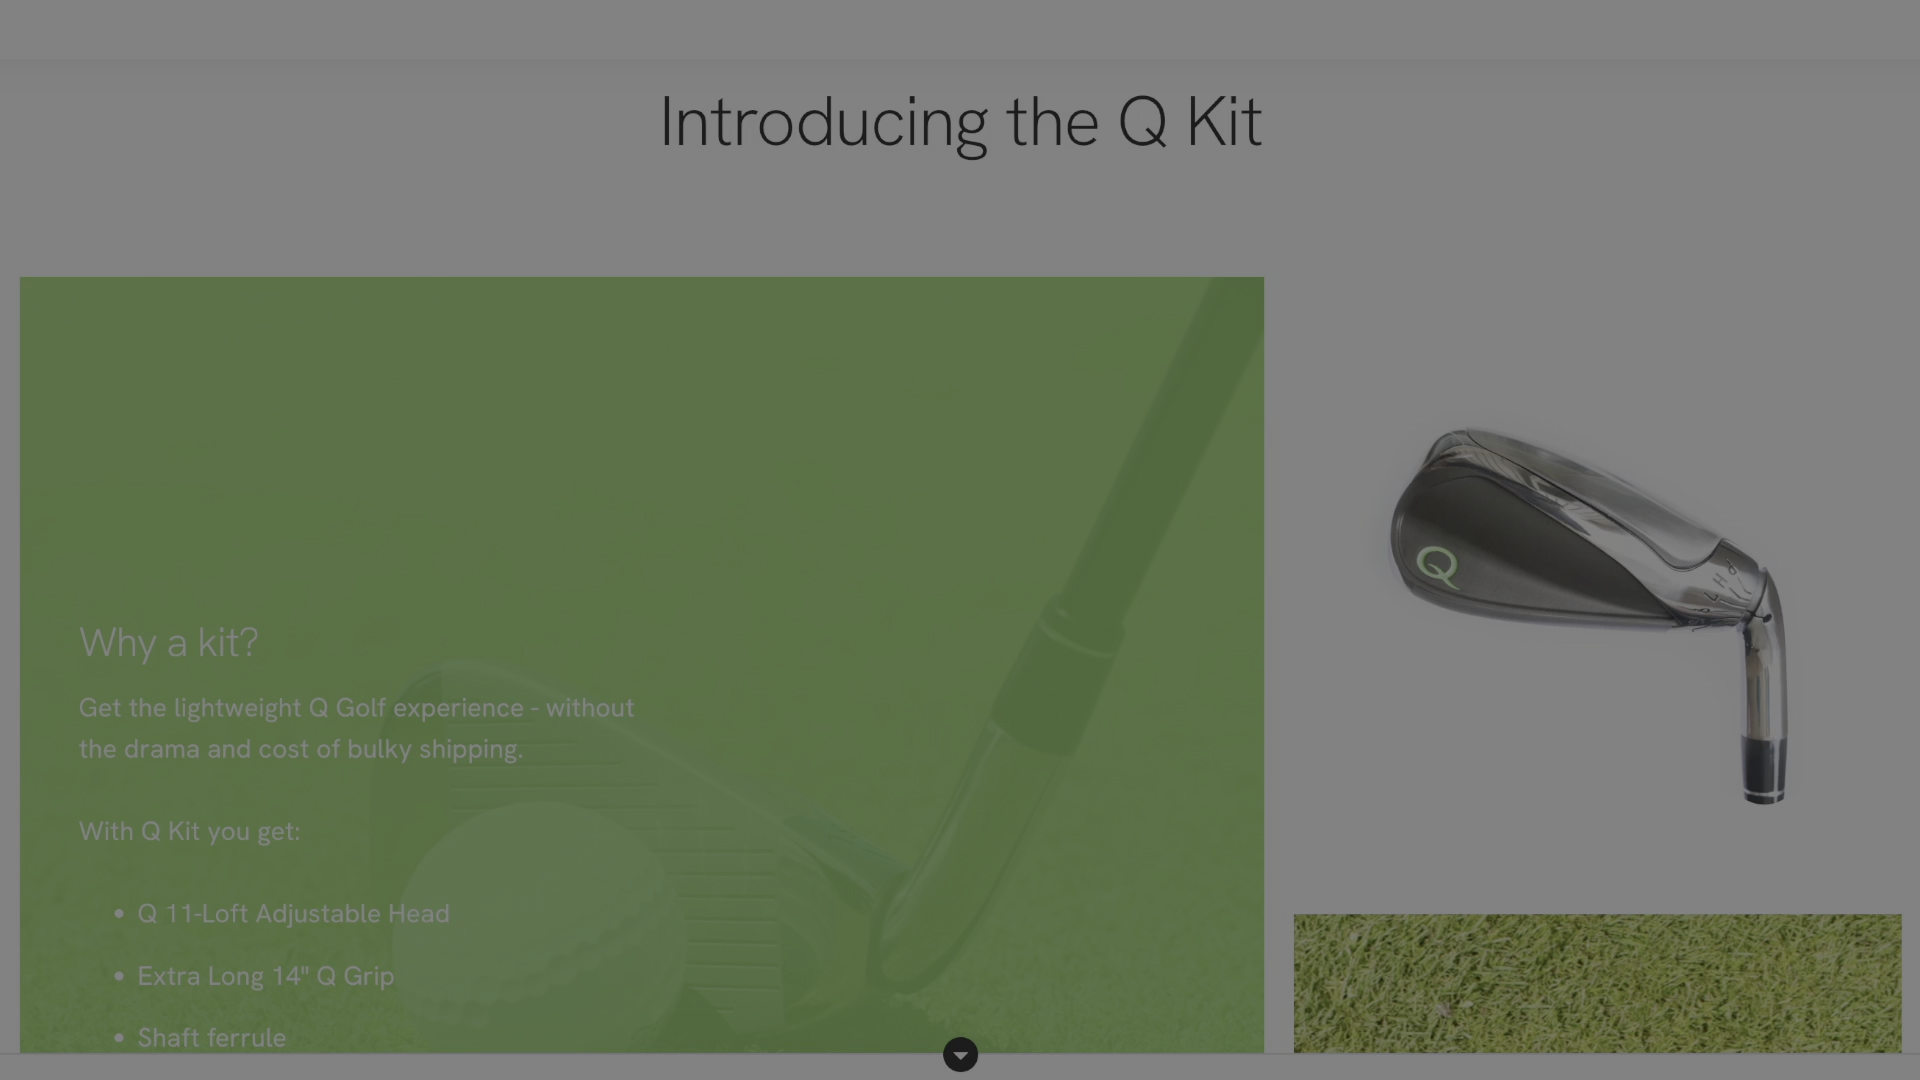 Introducing the Q Kit
Why a kit?
Get the lightweight Q Golf experience - without
the drama and cost of bulky shipping.
With Q Kit you get:
• Q 11-Loft Adjustable Head
• Extra Long 14" Q Grip
• Shaft ferrule
Q